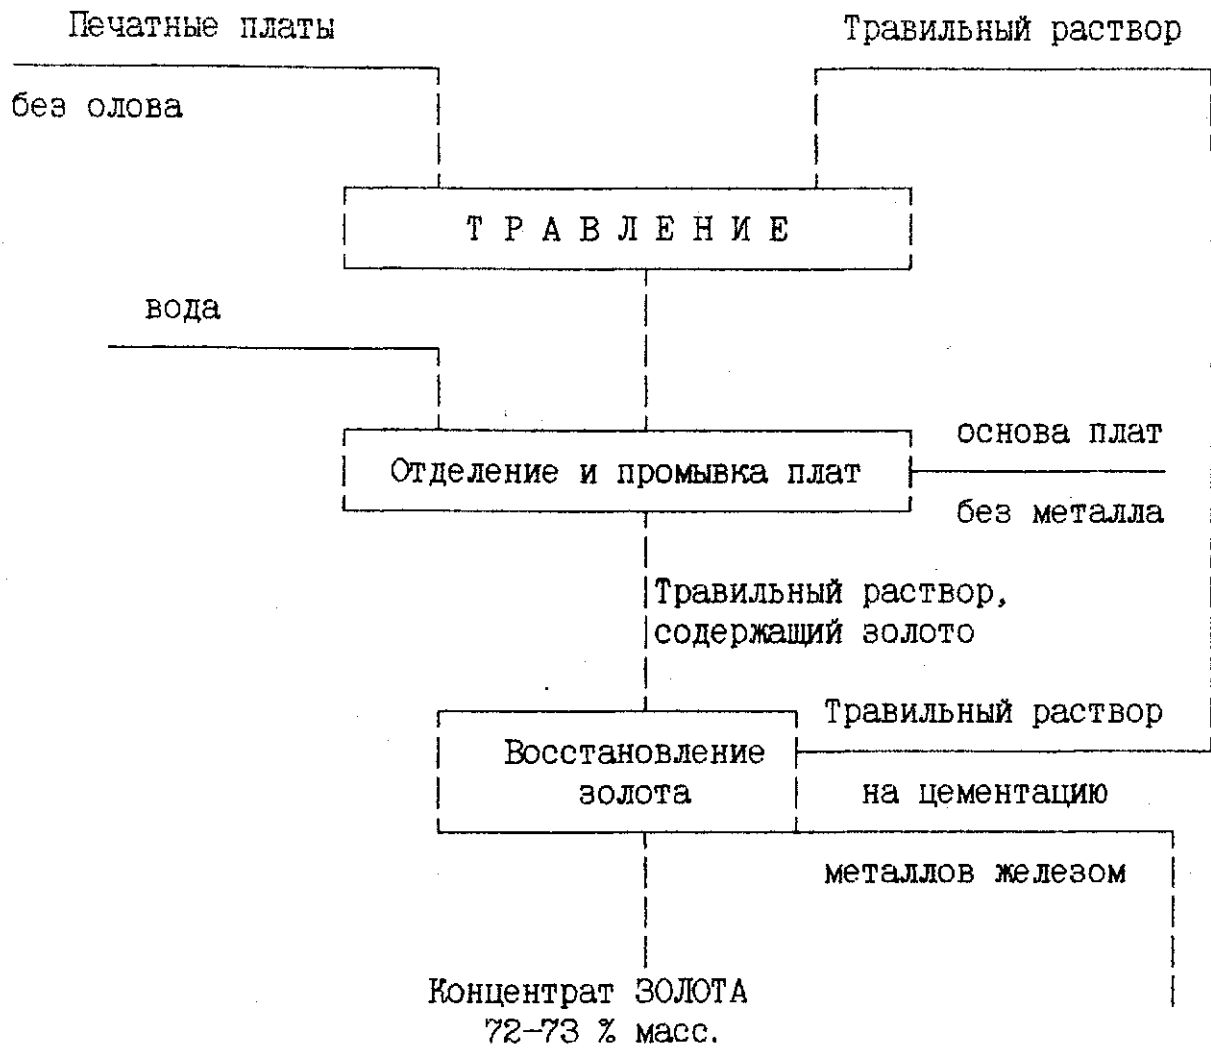 Печатные платы
Травильный раствор
без олова
ТРАВЛЕНИЕ
вода
основа плат
Отделение и промывка плат
без металла
Травильный раствор,
содержащий золото
Травильный раствор
Восстановление
золота
на цементацию
металлов железом
Концентрат ЗОЛОТА
72-73 % масс.